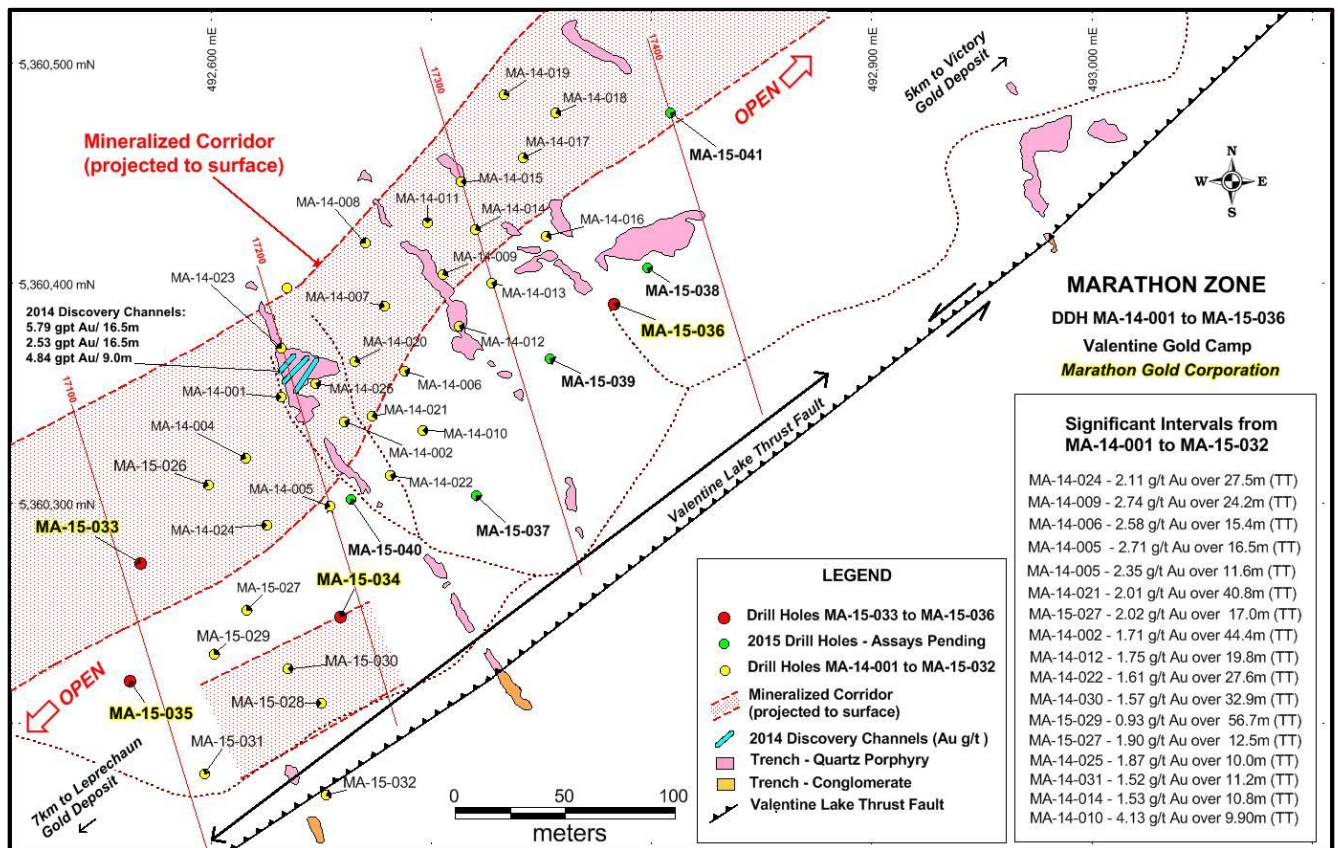 5,360,500 mN
492,600 mE
17300
17400
492,900 mE
493,000 mE
5km to Victory
Gold Deposit
MA-14-019
MA-14-018
OPEN
Mineralized Corridor
(projected to surface)
MA-14-017
MA-15-041
MA-14-015
N
W E
S
MA-14-011
MA-14-008
MA-14-014
MA-14-016
17200
MA-14-009
MA-14-023
5,360,400 mN
MA-14-007
MA-14-013
MA-15-038
MARATHON ZONE
2014 Discovery Channels:
5.79 gpt Au/ 16.5m
2.53 gpt Au/ 16.5m
4.84 gpt Au/ 9.0m
MA-15-036
DDH MA-14-001 to MA-15-036
MA-14-020
MA-14-012
Valentine Gold Camp
MA-15-039
Marathon Gold Corporation
MA-14-001
MA-14-025
MA-14-006
17100
MA-14-021
MA-14-004
MA-14-010
MA-14-002
MA-15-026
MA-14-022
MA-14-005
5,360,300 mN
MA-14-024
MA-15-033
MA-15-037
MA-15-040
Valentine Lake Thrust Fault
MA-15-034
MA-15-027
MA-15-029
MA-15-030
OPEN
MA-15-035
MA-15-028
MA-15-031
MA-15-032
7km to Leprechaun
Gold Deposit
0 50 100
meters
LEGEND
Drill Holes MA-15-033 to MA-15-036
2015 Drill Holes - Assays Pending
Drill Holes MA-14-001 to MA-15-032
Mineralized Corridor
(projected to surface)
2014 Discovery Channels (Au g/t )
Trench - Quartz Porphyry
Trench - Conglomerate
Valentine Lake Thrust Fault
Significant Intervals from
MA-14-001 to MA-15-032
MA-14-024 - 2.11 g/t Au over 27.5m (TT)
MA-14-009 - 2.74 g/t Au over 24.2m (TT)
MA-14-006 - 2.58 g/t Au over 15.4m (TT)
MA-14-005 - 2.71 g/t Au over 16.5m (TT)
MA-14-005 - 2.35 g/t Au over 11.6m (TT)
MA-14-021 - 2.01 g/t Au over 40.8m (TT)
MA-15-027 - 2.02 g/t Au over 17.0m (TT)
MA-14-002 - 1.71 g/t Au over 44.4m (TT)
MA-14-012 - 1.75 g/t Au over 19.8m (TT)
MA-14-022 - 1.61 g/t Au over 27.6m (TT)
MA-14-030 - 1.57 g/t Au over 32.9m (TT)
MA-15-029 - 0.93 g/t Au over 56.7m (TT)
MA-15-027 - 1.90 g/t Au over 12.5m (TT)
MA-14-025 - 1.87 g/t Au over 10.0m (TT)
MA-14-031 - 1.52 g/t Au over 11.2m (TT)
MA-14-014 - 1.53 g/t Au over 10.8m (TT)
MA-14-010 - 4.13 g/t Au over 9.90m (TT)